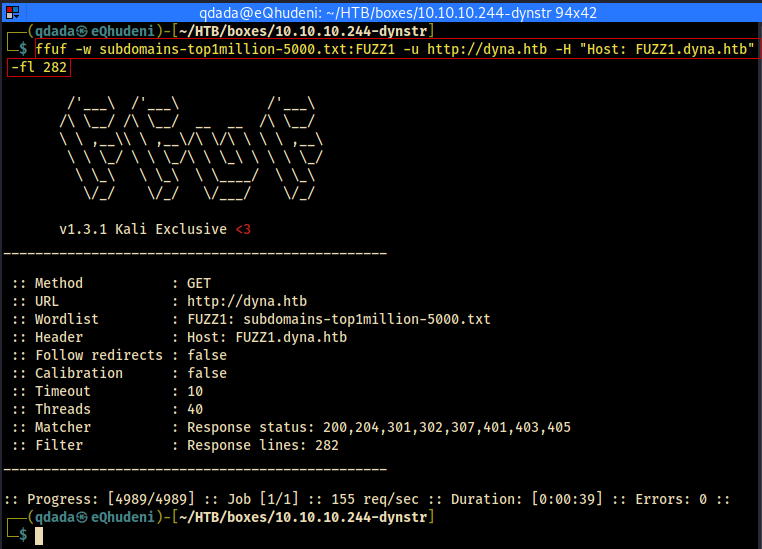 qdada@eQhudeni: ~/HTB/boxes/10.10.10.244-dynstr 94x42
┌──(qdada㉿eQhudeni)-[~/HTB/boxes/10.10.10.244-dynstr]
└─$ ffuf -w subdomains-top1million-5000.txt:FUZZ1 -u http://dyna.htb -H "Host: FUZZ1.dyna.htb"
-fl 282
        /'___\  /'___\           /'___\
       /\ \__/ /\ \__/  __  __  /\ \__/
       \ \ ,__\\ \ ,__\/\ \/\ \ \ \ ,__\
        \ \ \_/ \ \ \_/\ \ \_\ \ \ \ \_/
         \ \_\   \ \_\  \ \____/  \ \_\
          \/_/    \/_/   \/___/    \/_/
       v1.3.1 Kali Exclusive <3
________________________________________________
 :: Method           : GET
 :: URL              : http://dyna.htb
 :: Wordlist         : FUZZ1: subdomains-top1million-5000.txt
 :: Header           : Host: FUZZ1.dyna.htb
 :: Follow redirects : false
 :: Calibration      : false
 :: Timeout          : 10
 :: Threads          : 40
 :: Matcher          : Response status: 200,204,301,302,307,401,403,405
 :: Filter           : Response lines: 282
________________________________________________
:: Progress: [4989/4989] :: Job [1/1] :: 155 req/sec :: Duration: [0:00:39] :: Errors: 0 ::
┌──(qdada㉿eQhudeni)-[~/HTB/boxes/10.10.10.244-dynstr]
└─$